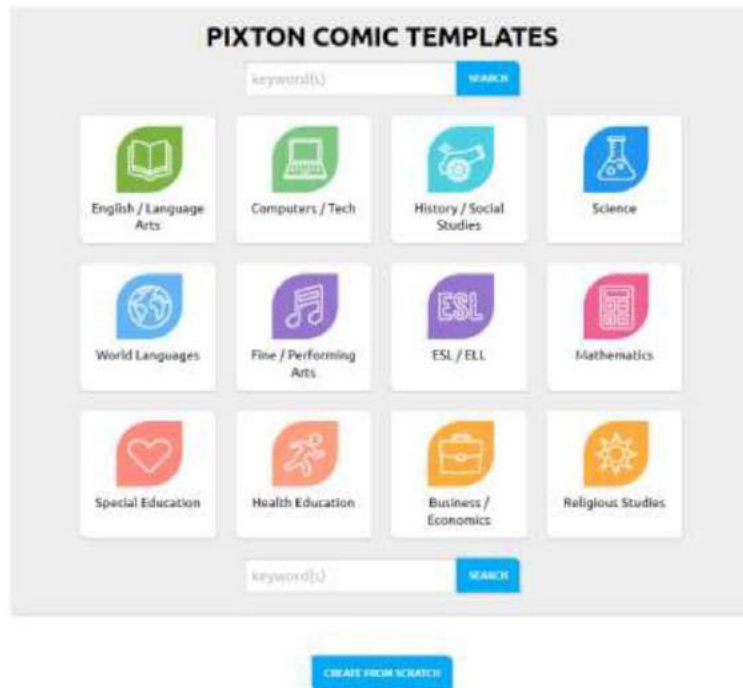 PIXTON COMIC TEMPLATES
keyword(s) SEARCH
English / Language
Arts
Computers / Tech
History / Social
Studies
Science
World Languages
Fine / Performing
Arts
ESL
ESL / ELL
Mathematics
Special Education
Health Education
Business /
Economics
Religious Studies
keyword(s) SEARCH
CREATE FROM SCRATCH